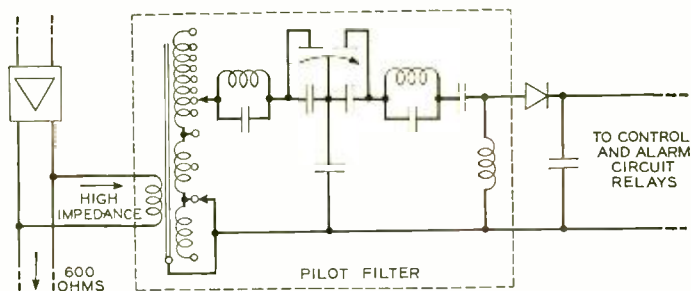 HIGH
IMPEDANCE
600
OHMS
PILOT FILTER
TO CONTROL
AND ALARM
CIRCUIT
RELAYS